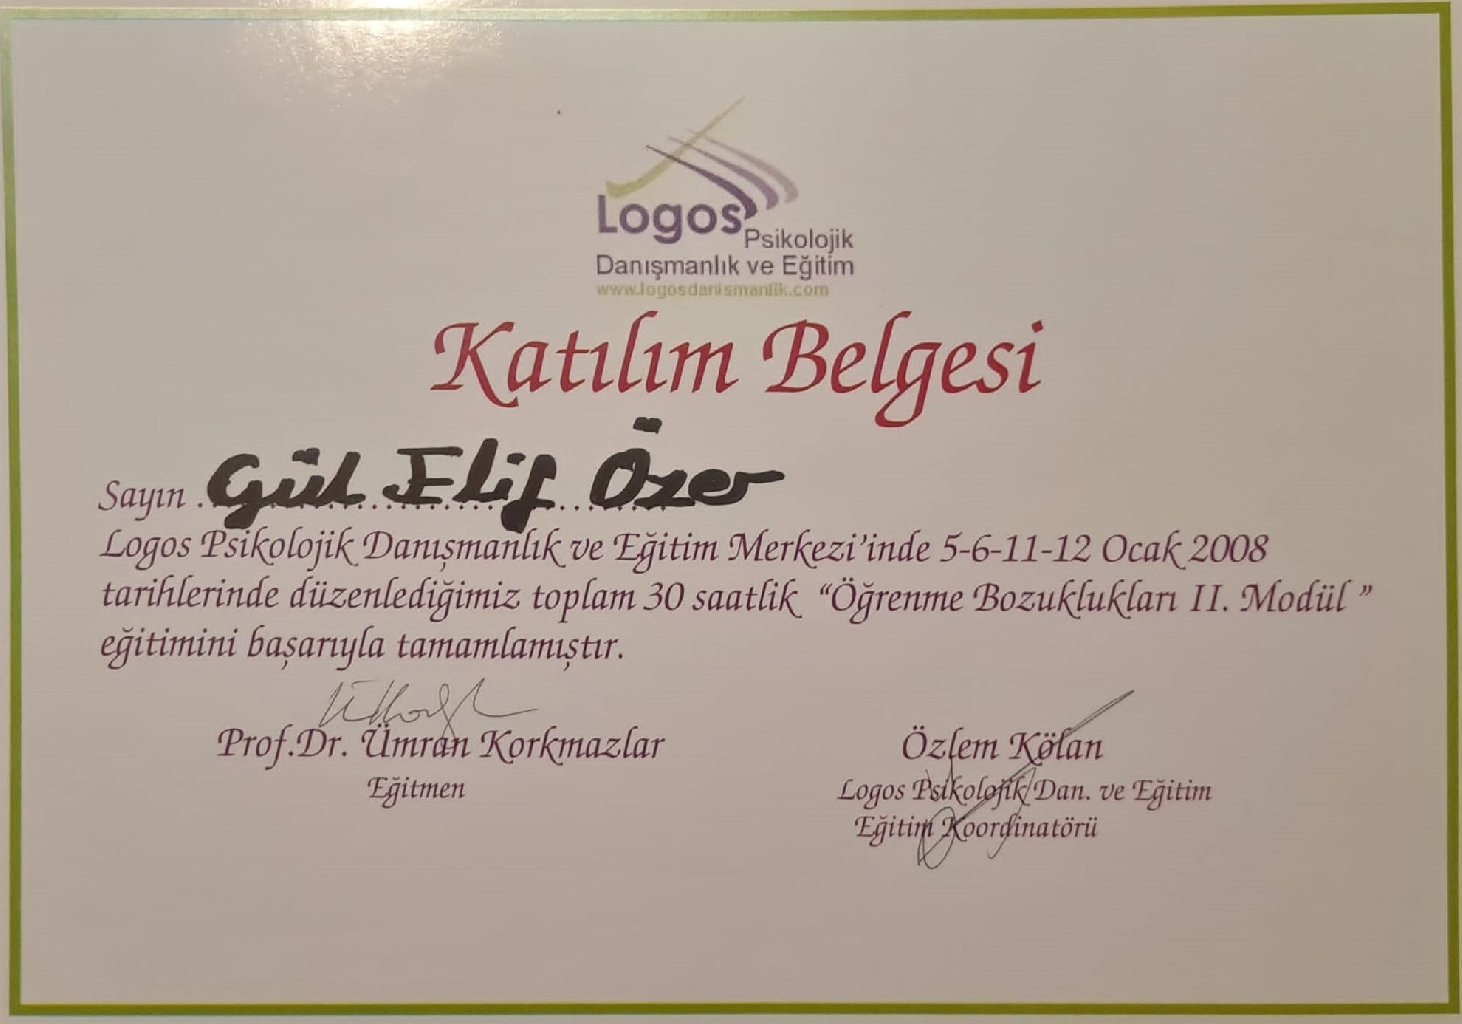 Logos Psikolojik
Danışmanlık ve Eğitim
www.logosdanismanlik.com
Katılım Belgesi
Sayın Gül Elif Özer
Logos Psikolojik Danışmanlık ve Eğitim Merkezi’inde 5-6-11-12 Ocak 2008
tarihlerinde düzenlediğimiz toplam 30 saatlik “Öğrenme Bozuklukları II. Modül ”
eğitimini başarıyla tamamlamıştır.
Prof.Dr. Ümran Korkmazlar
Eğitmen
Özlem Kölan
Logos Psikolojik Dan. ve Eğitim
Eğitim Koordinatörü